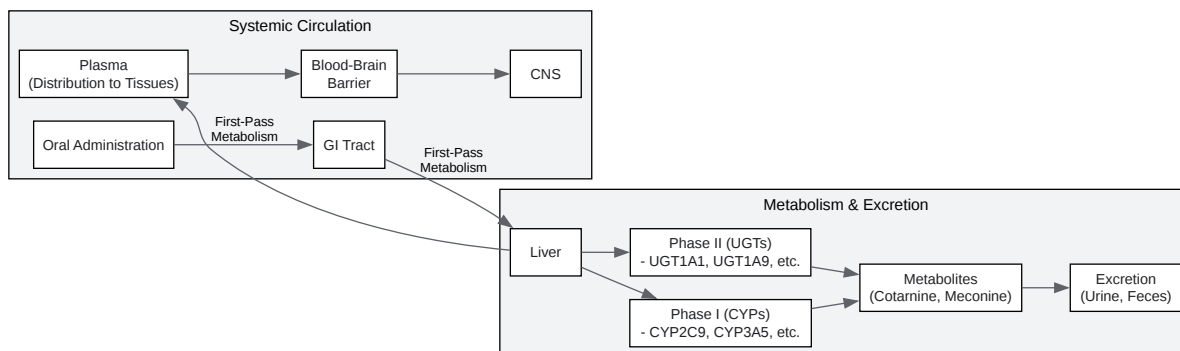 Systemic Circulation
Plasma
(Distribution to Tissues)
Blood-Brain
Barrier
CNS
Oral Administration
First-Pass
Metabolism
GI Tract
First-Pass
Metabolism
Metabolism & Excretion
Liver
Phase II (UGTs)
- UGT1A1, UGT1A9, etc.
Phase I (CYPs)
- CYP2C9, CYP3A5, etc.
Metabolites
(Cotarnine, Meconine)
Excretion
(Urine, Feces)